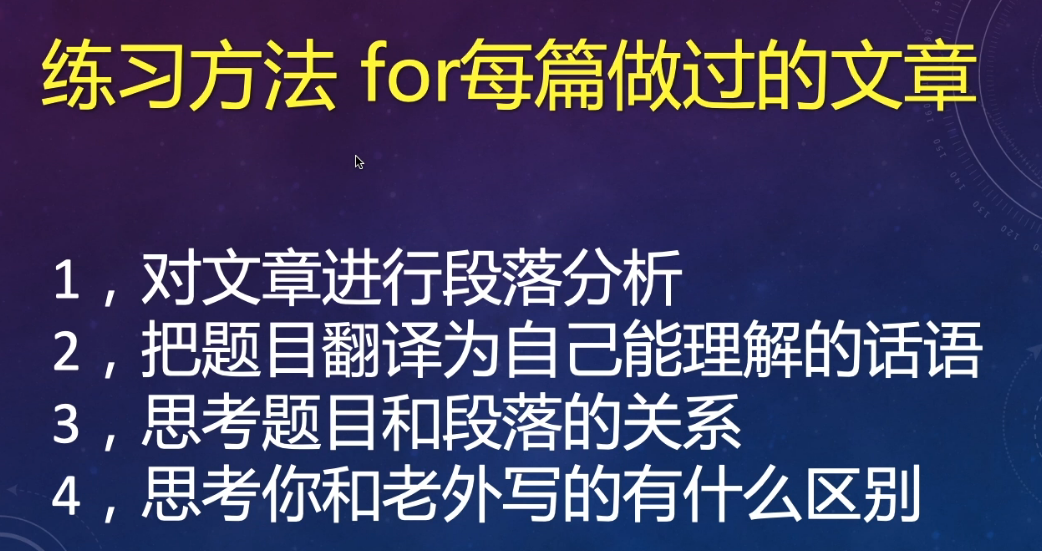 练习方法 for每篇做过的文章
1，对文章进行段落分析
2，把题目翻译为自己能理解的话语
3，思考题目和段落的关系
4，思考你和老外写的有什么区别